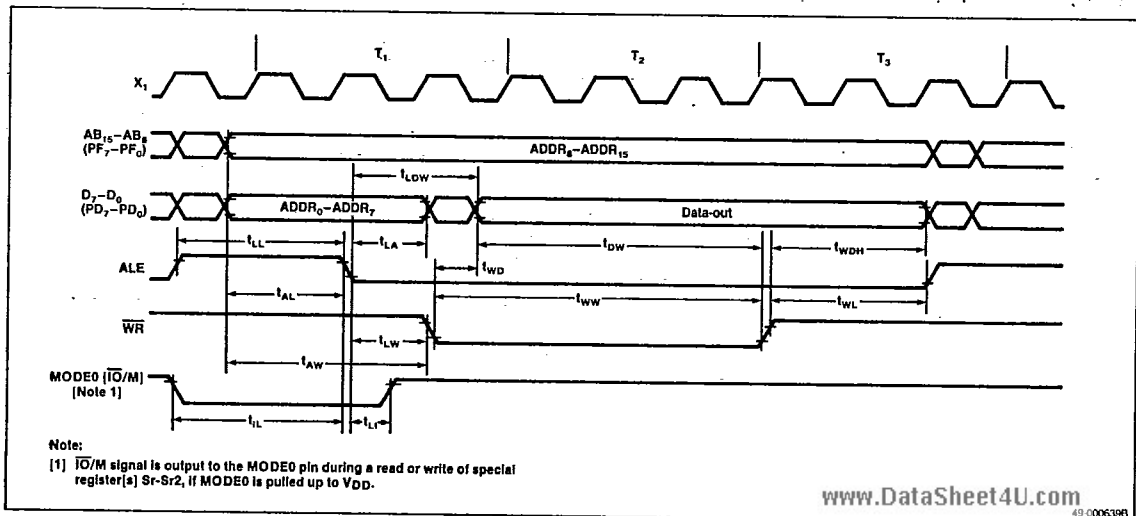 T1 T2 T3
X1
AB15–AB8
(PF7–PF0)
ADDR8–ADDR15
tLDW
D7–D0
(PD7–PD0)
ADDR0–ADDR7
Data-out
tLL
tLA
tDW
tWDH
ALE
tWD
tAL
tWW
tWL
WR
tLW
tAW
MODE0 [IO/M]
[Note 1]
tIL
tLI
Note:
[1] IO/M signal is output to the MODE0 pin during a read or write of special
register[s] Sr-Sr2, if MODE0 is pulled up to VDD.
www.DataSheet4U.com
49-000639B